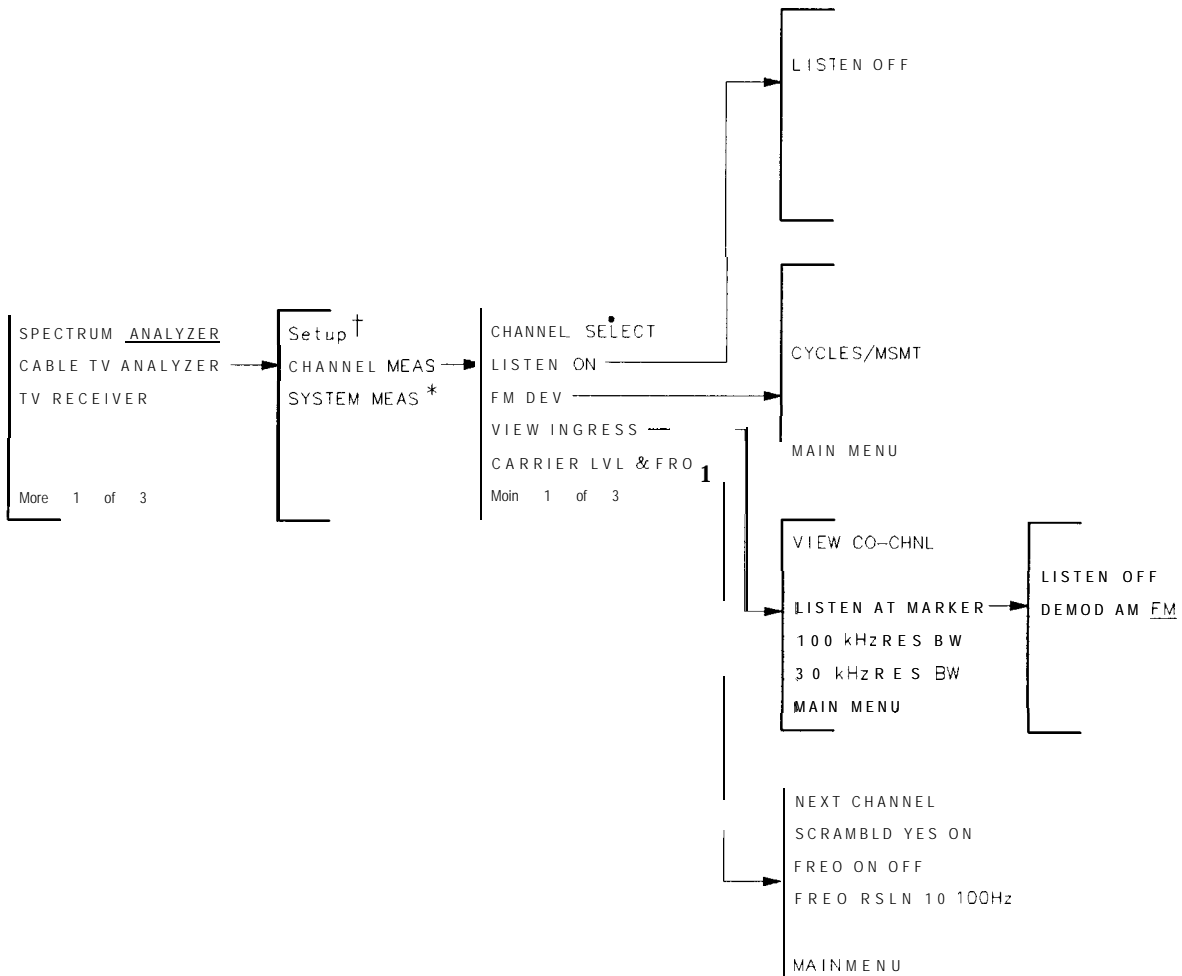 SPECTRUM ANALYZER
CABLE TV ANALYZER
TV RECEIVER
More 1 of 3
Setup†
CHANNEL MEAS
SYSTEM MEAS*
CHANNEL SELECT
LISTEN ON
FM DEV
VIEW INGRESS
CARRIER LVL & FRO 1
Moin 1 of 3
LISTEN OFF
CYCLES/MSMT
MAIN MENU
VIEW CO-CHNL
LISTEN AT MARKER
100 kHz RES BW
30 kHz RES BW
MAIN MENU
LISTEN OFF
DEMOD AM FM
NEXT CHANNEL
SCRAMBLD YES ON
FREO ON OFF
FREO RSLN 10 100Hz
MAINMENU